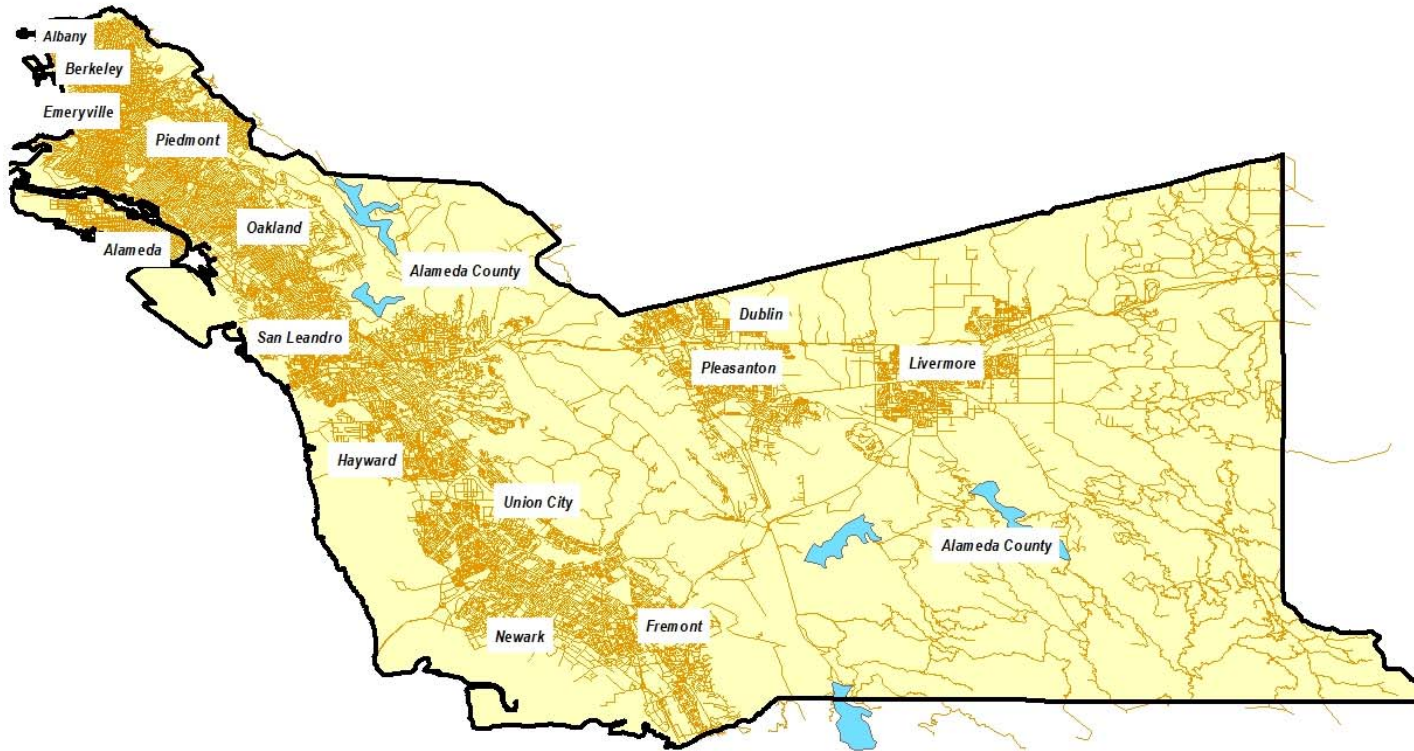 Albany
Berkeley
Emeryville
Piedmont
Oakland
Alameda
Alameda County
Dublin
San Leandro
Pleasanton
Livermore
Hayward
Union City
Alameda County
Newark
Fremont